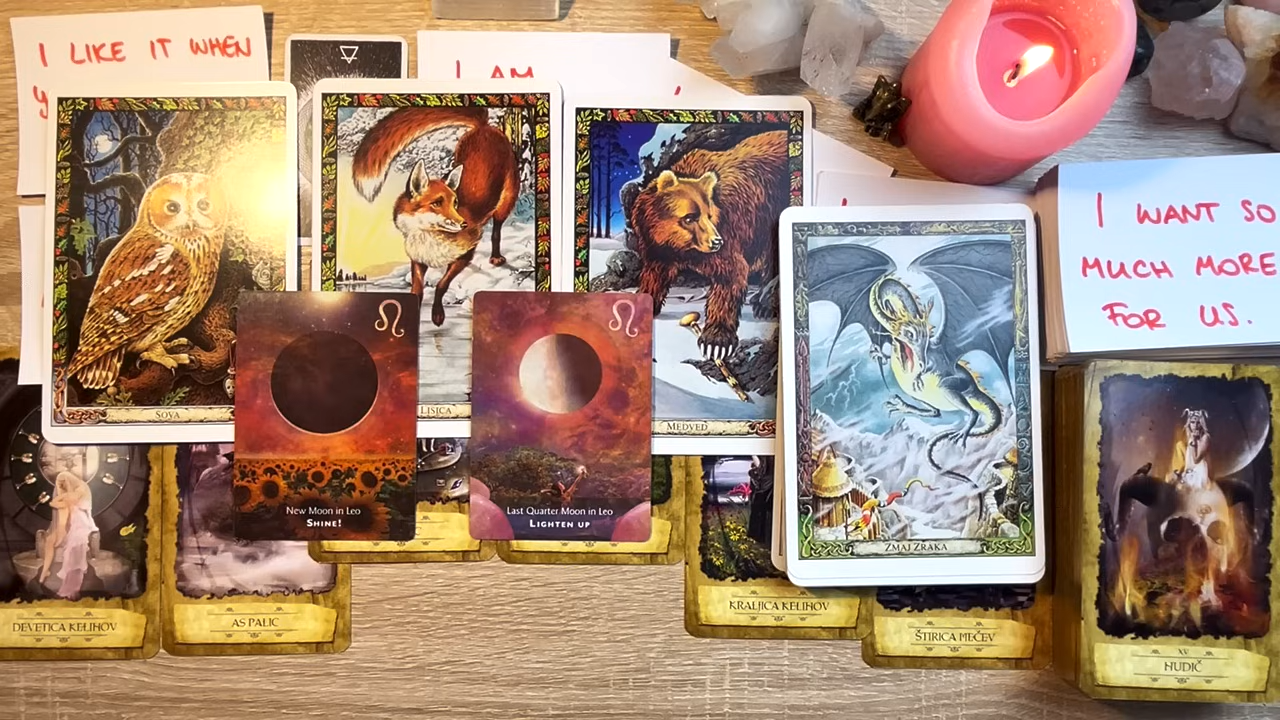 I LIKE IT WHEN
I AM
I WANT SO
MUCH MORE
FOR US.
SOVA
LISICA
MEDVED
ZMAJ ZRAKA
New Moon in Leo
SHINE!
Last Quarter Moon in Leo
LIGHTEN UP
DEVETICA KELIHOV
AS PALIC
KRALJICA KELIHOV
ŠTIRICA MEČEV
XV
HUDIČ